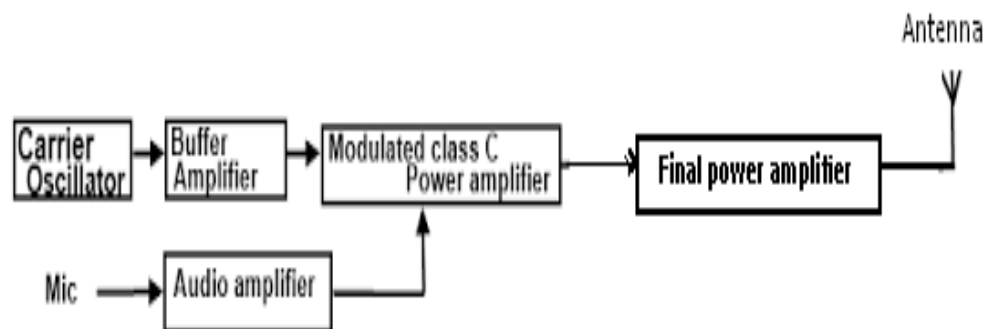 Antenna
Carrier
Oscillator
Buffer
Amplifier
Modulated class C
Power amplifier
Final power amplifier
Mic
Audio amplifier